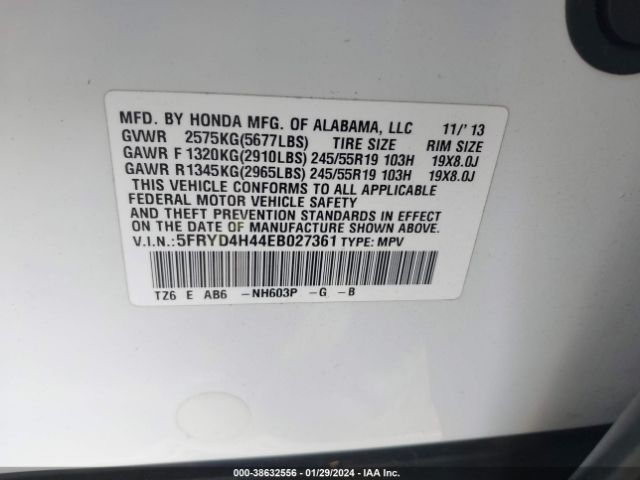 MFD. BY HONDA MFG. OF ALABAMA, LLC 11/'13
GVWR 2575KG(5677LBS) TIRE SIZE RIM SIZE
GAWR F 1320KG(2910LBS) 245/55R19 103H 19X8.0J
GAWR R1345KG(2965LBS) 245/55R19 103H 19X8.0J
THIS VEHICLE CONFORMS TO ALL APPLICABLE
FEDERAL MOTOR VEHICLE SAFETY
AND THEFT PREVENTION STANDARDS IN EFFECT
ON THE DATE OF MANUFACTURE SHOWN ABOVE.
V.I.N.:5FRYD4H44EB027361 TYPE: MPV
TZ6 E AB6 -NH603P -G -B
000-38632556 - 01/29/2024 - IAA Inc.